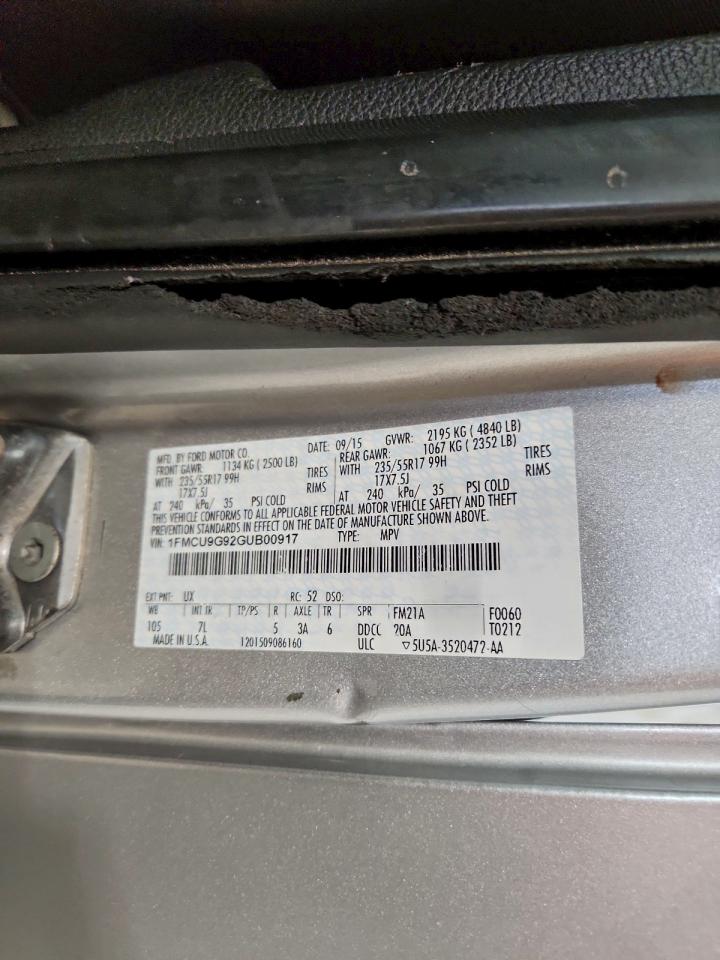 MFD. BY FORD MOTOR CO. DATE: 09/15 GVWR: 2195 KG ( 4840 LB)
FRONT GAWR: 1134 KG ( 2500 LB) REAR GAWR: 1067 KG ( 2352 LB)
WITH 235/55R17 99H TIRES WITH 235/55R17 99H TIRES
17X7.5J RIMS 17X7.5J RIMS
AT 240 kPa/ 35 PSI COLD AT 240 kPa/ 35 PSI COLD
THIS VEHICLE CONFORMS TO ALL APPLICABLE FEDERAL MOTOR VEHICLE SAFETY AND THEFT
PREVENTION STANDARDS IN EFFECT ON THE DATE OF MANUFACTURE SHOWN ABOVE.
VIN: 1FMCU9G92GUB00917 TYPE: MPV
EXT PNT: UX RC: 52 DSO:
WB INT TR TP/PS R AXLE TR SPR FM21A F0060
105 7L 5 3A 6 DDCC 20A T0212
MADE IN U.S.A. 1201509086160 ULC ▽5U5A-3520472-AA